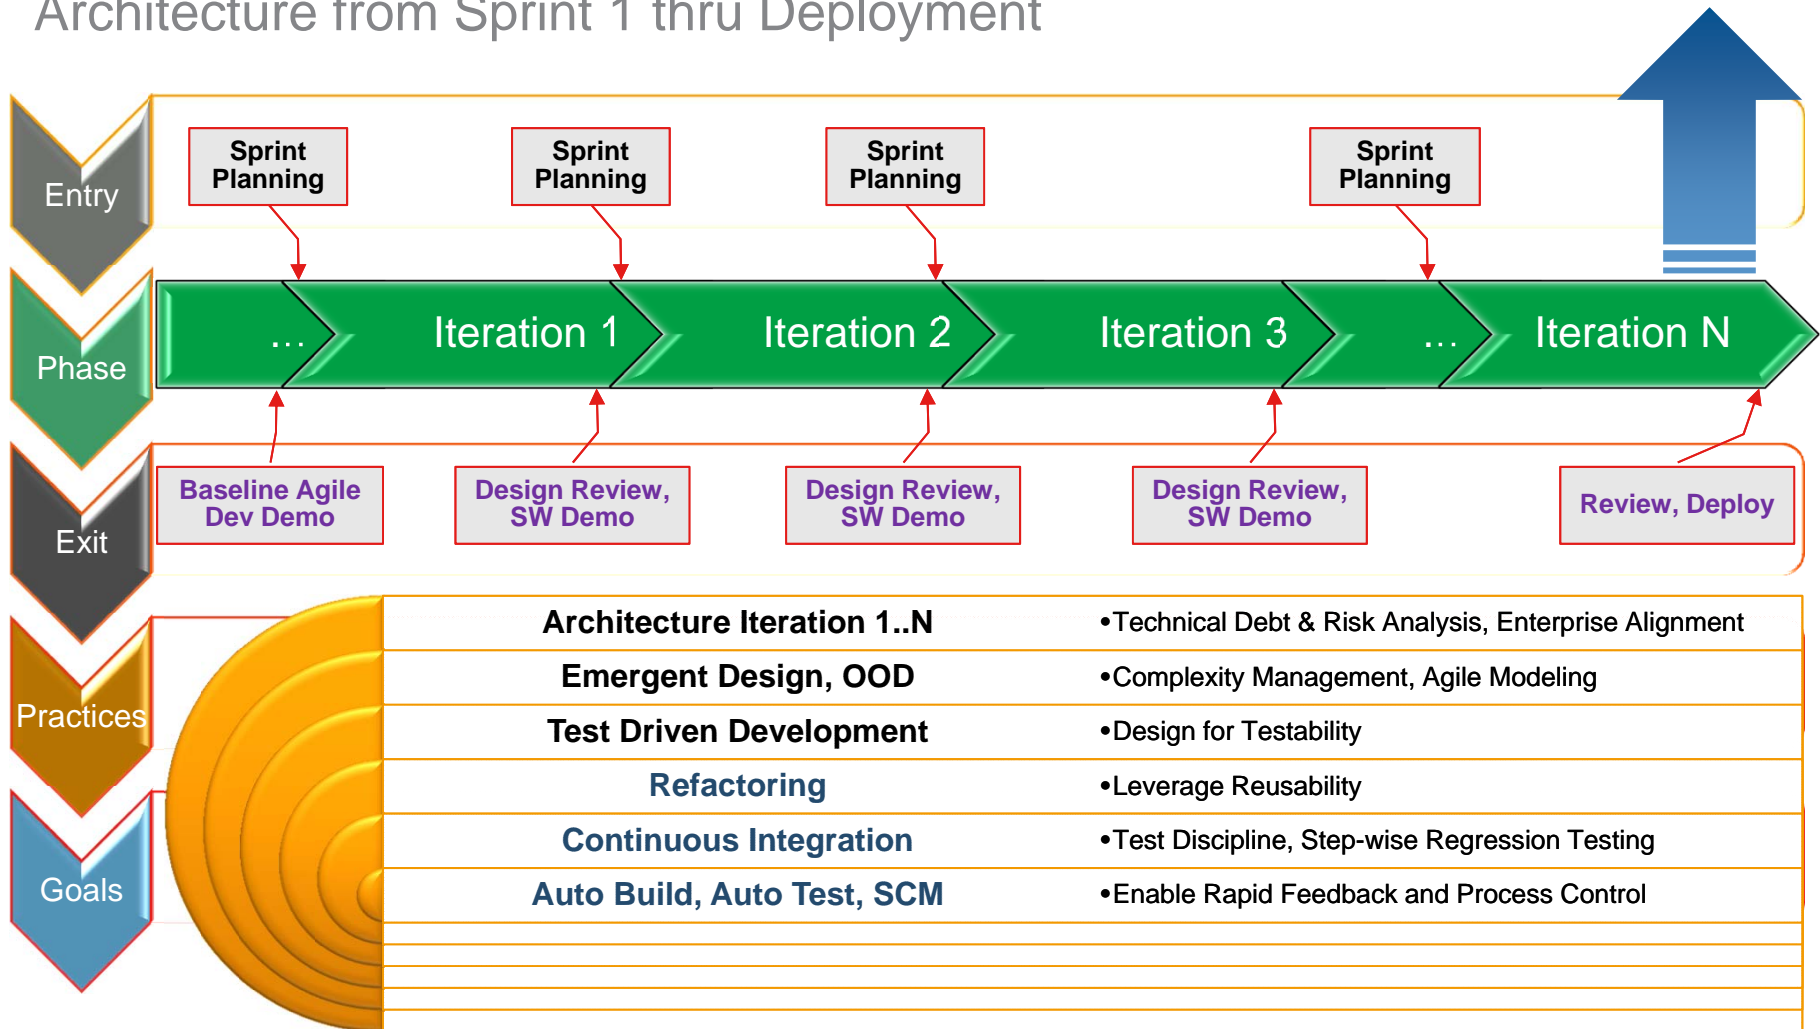 Architecture from Sprint 1 thru Deployment
Entry
Sprint
Planning
Sprint
Planning
Sprint
Planning
Sprint
Planning
Phase
...
Iteration 1
Iteration 2
Iteration 3
...
Iteration N
Exit
Baseline Agile
Dev Demo
Design Review,
SW Demo
Design Review,
SW Demo
Design Review,
SW Demo
Review, Deploy
Practices
Goals
Architecture Iteration 1..N
•Technical Debt & Risk Analysis, Enterprise Alignment
Emergent Design, OOD
•Complexity Management, Agile Modeling
Test Driven Development
•Design for Testability
Refactoring
•Leverage Reusability
Continuous Integration
•Test Discipline, Step-wise Regression Testing
Auto Build, Auto Test, SCM
•Enable Rapid Feedback and Process Control